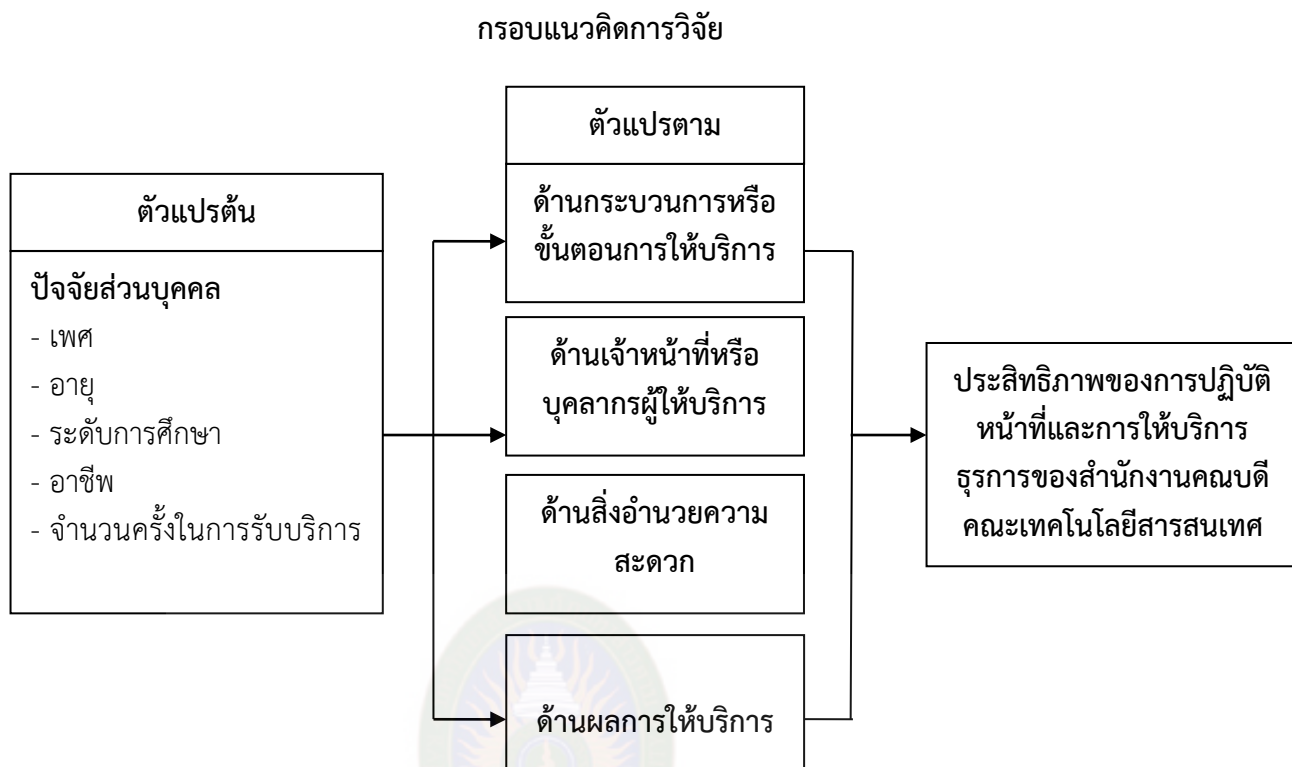 กรอบแนวคิดการวิจัย
ตัวแปรต้น
ปัจจัยส่วนบุคคล
- เพศ
- อายุ
- ระดับการศึกษา
- อาชีพ
- จำนวนครั้งในการรับบริการ
ตัวแปรตาม
ด้านกระบวนการหรือ
ขั้นตอนการให้บริการ
ด้านเจ้าหน้าที่หรือ
บุคลากรผู้ให้บริการ
ด้านสิ่งอำนวยความ
สะดวก
ด้านผลการให้บริการ
ประสิทธิภาพของการปฏิบัติ
หน้าที่และการให้บริการ
ธุรการของสำนักงานคณบดี
คณะเทคโนโลยีสารสนเทศ